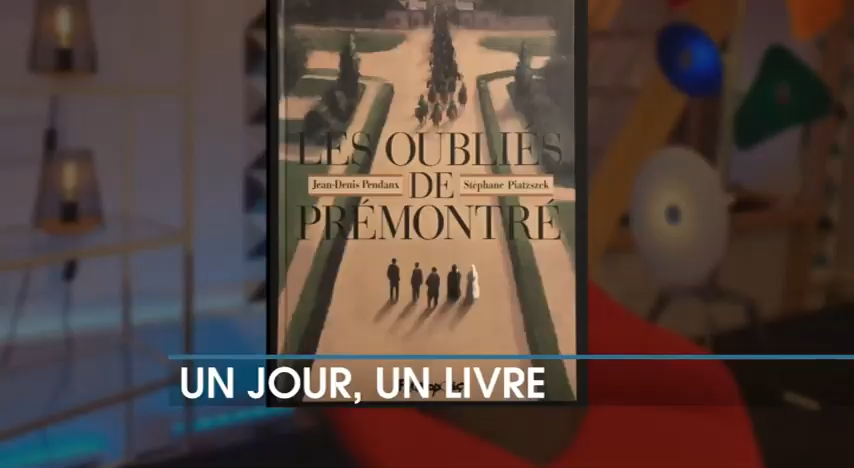 LES OUBLIÉS
Jean-Denis Pendanx DE Stéphane Piatzszek
PRÉMONTRÉ
UN JOUR, UN LIVRE